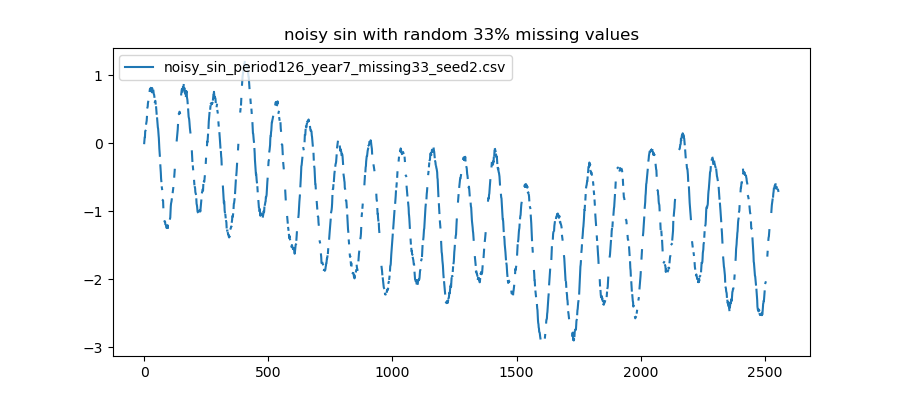 noisy sin with random 33% missing values
noisy_sin_period126_year7_missing33_seed2.csv
1
0
−1
−2
−3
0 500 1000 1500 2000 2500